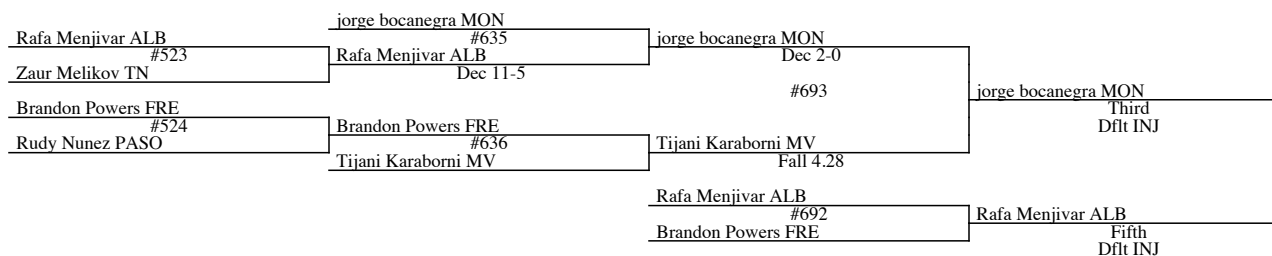 jorge bocanegra MON
Rafa Menjivar ALB
#635
jorge bocanegra MON
#523
Rafa Menjivar ALB
Dec 2-0
Zaur Melikov TN
Dec 11-5
#693
jorge bocanegra MON
Brandon Powers FRE
Third
#524
Brandon Powers FRE
Dflt INJ
Rudy Nunez PASO
#636
Tijani Karaborni MV
Tijani Karaborni MV
Fall 4.28
Rafa Menjivar ALB
#692
Rafa Menjivar ALB
Brandon Powers FRE
Fifth
Dflt INJ